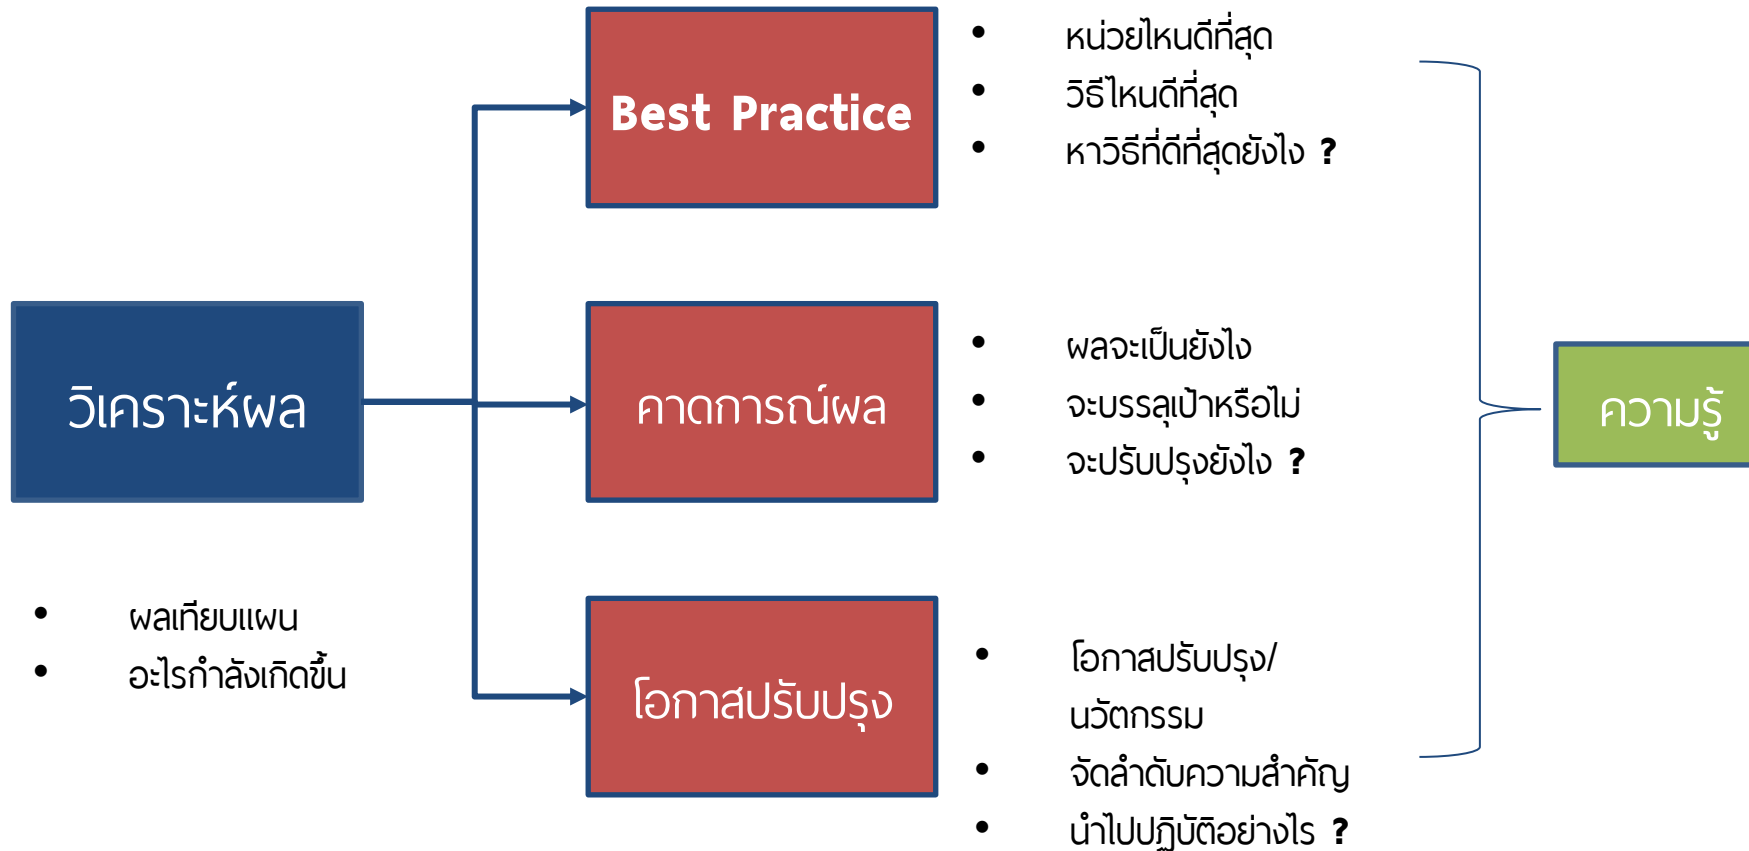 วิเคราะห์ผล
• ผลเทียบแผน
• อะไรกำลังเกิดขึ้น
Best Practice
• หน่วยไหนดีที่สุด
• วิธีไหนดีที่สุด
• หาวิธีที่ดีที่สุดยังไง ?
คาดการณ์ผล
• ผลจะเป็นยังไง
• จะบรรลุเป้าหรือไม่
• จะปรับปรุงยังไง ?
โอกาสปรับปรุง
• โอกาสปรับปรุง/
นวัตกรรม
• จัดลำดับความสำคัญ
• นำไปปฏิบัติอย่างไร ?
ความรู้